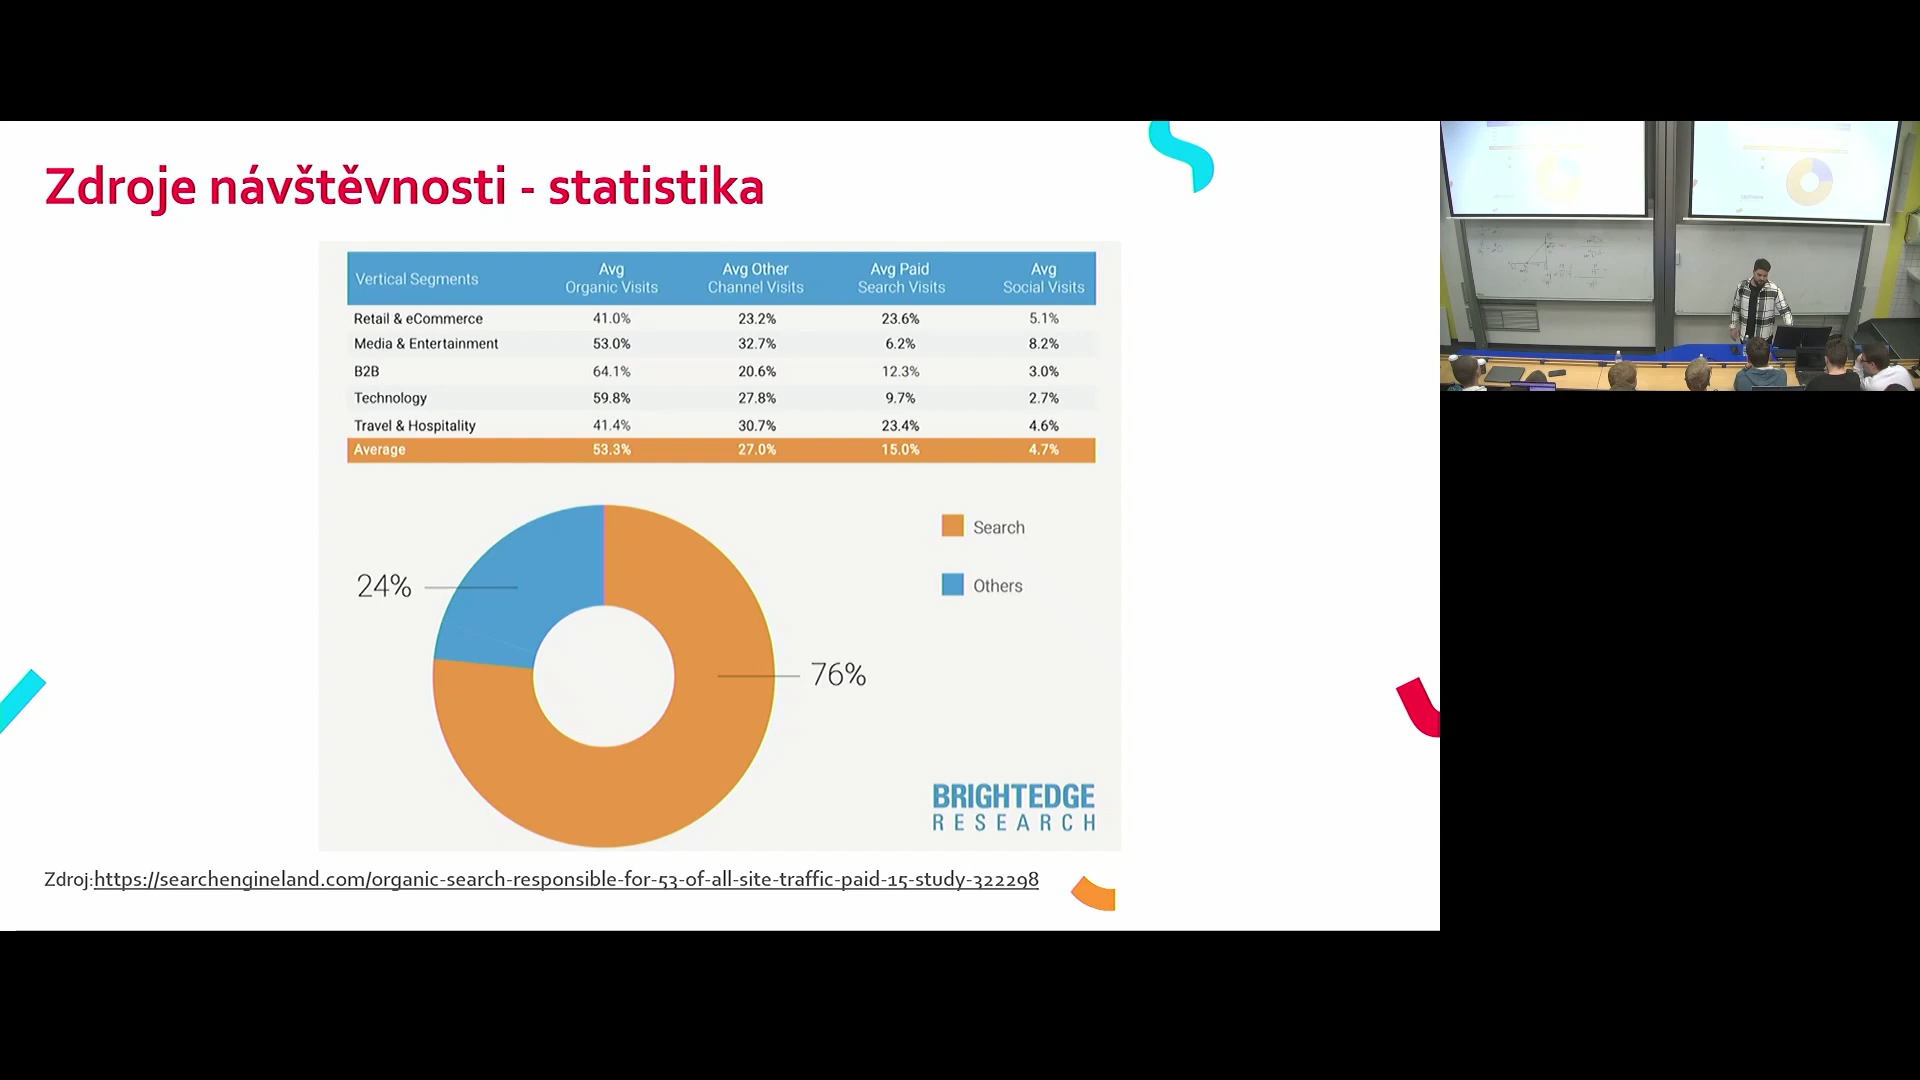 Zdroje návštěvnosti - statistika
Vertical Segments Avg Organic Visits Avg Other Channel Visits Avg Paid Search Visits Avg Social Visits
Retail & eCommerce 41.0% 23.2% 23.6% 5.1%
Media & Entertainment 53.0% 32.7% 6.2% 8.2%
B2B 64.1% 20.6% 12.3% 3.0%
Technology 59.8% 27.8% 9.7% 2.7%
Travel & Hospitality 41.4% 30.7% 23.4% 4.6%
Average 53.3% 27.0% 15.0% 4.7%
Search
Others
24%
76%
BRIGHTEDGE
RESEARCH
Zdroj:https://searchengineland.com/organic-search-responsible-for-53-of-all-site-traffic-paid-15-study-322298